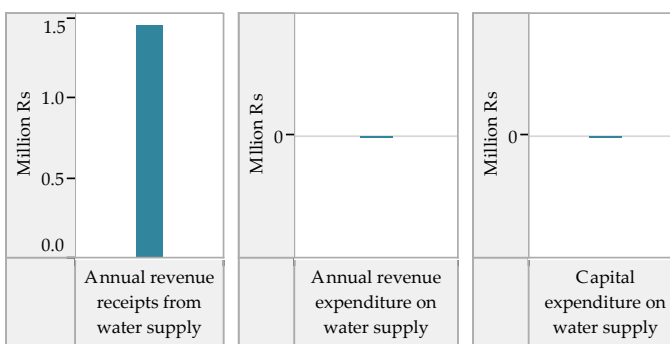 Million Rs
1.5
1.0
0.5
0.0
Annual revenue
receipts from
water supply
Million Rs
0
Annual revenue
expenditure on
water supply
Million Rs
0
Capital
expenditure on
water supply